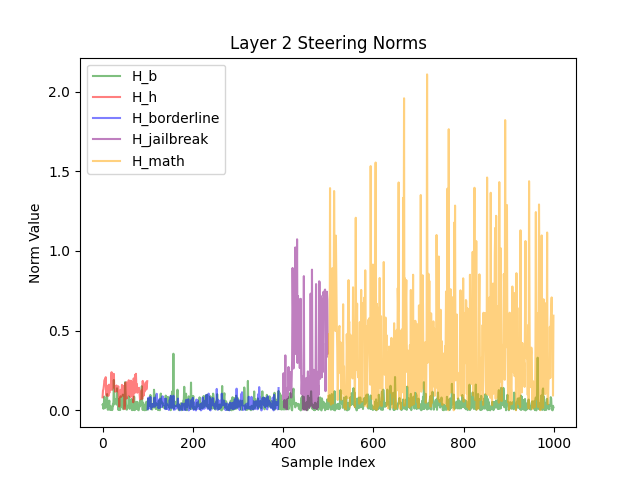 Layer 2 Steering Norms
H_b
H_h
H_borderline
H_jailbreak
H_math
Norm Value
2.0
1.5
1.0
0.5
0.0
0
200
400
600
800
1000
Sample Index